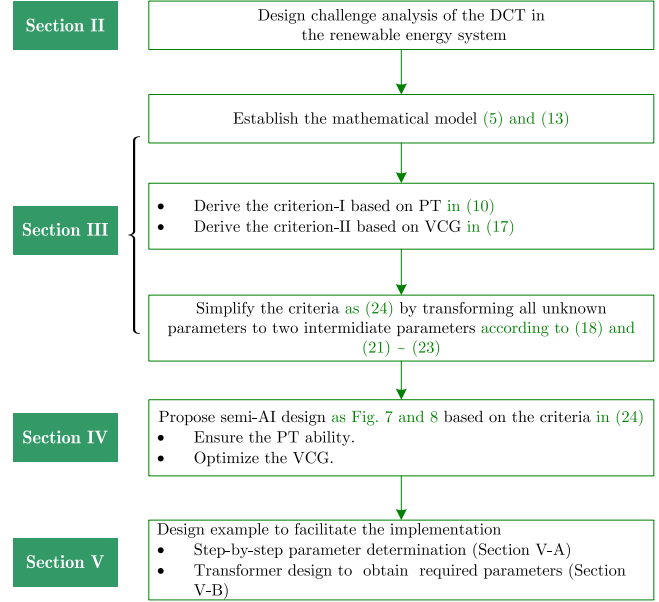 Section II
Design challenge analysis of the DCT in
the renewable energy system
Establish the mathematical model (5) and (13)
Section III
• Derive the criterion-I based on PT in (10)
• Derive the criterion-II based on VCG in (17)
Simplify the criteria as (24) by transforming all unknown
parameters to two intermidiate parameters according to (18) and
(21) ~ (23)
Section IV
Propose semi-AI design as Fig. 7 and 8 based on the criteria in (24)
• Ensure the PT ability.
• Optimize the VCG.
Section V
Design example to facilitate the implementation
• Step-by-step parameter determination (Section V-A)
• Transformer design to obtain required parameters (Section
V-B)